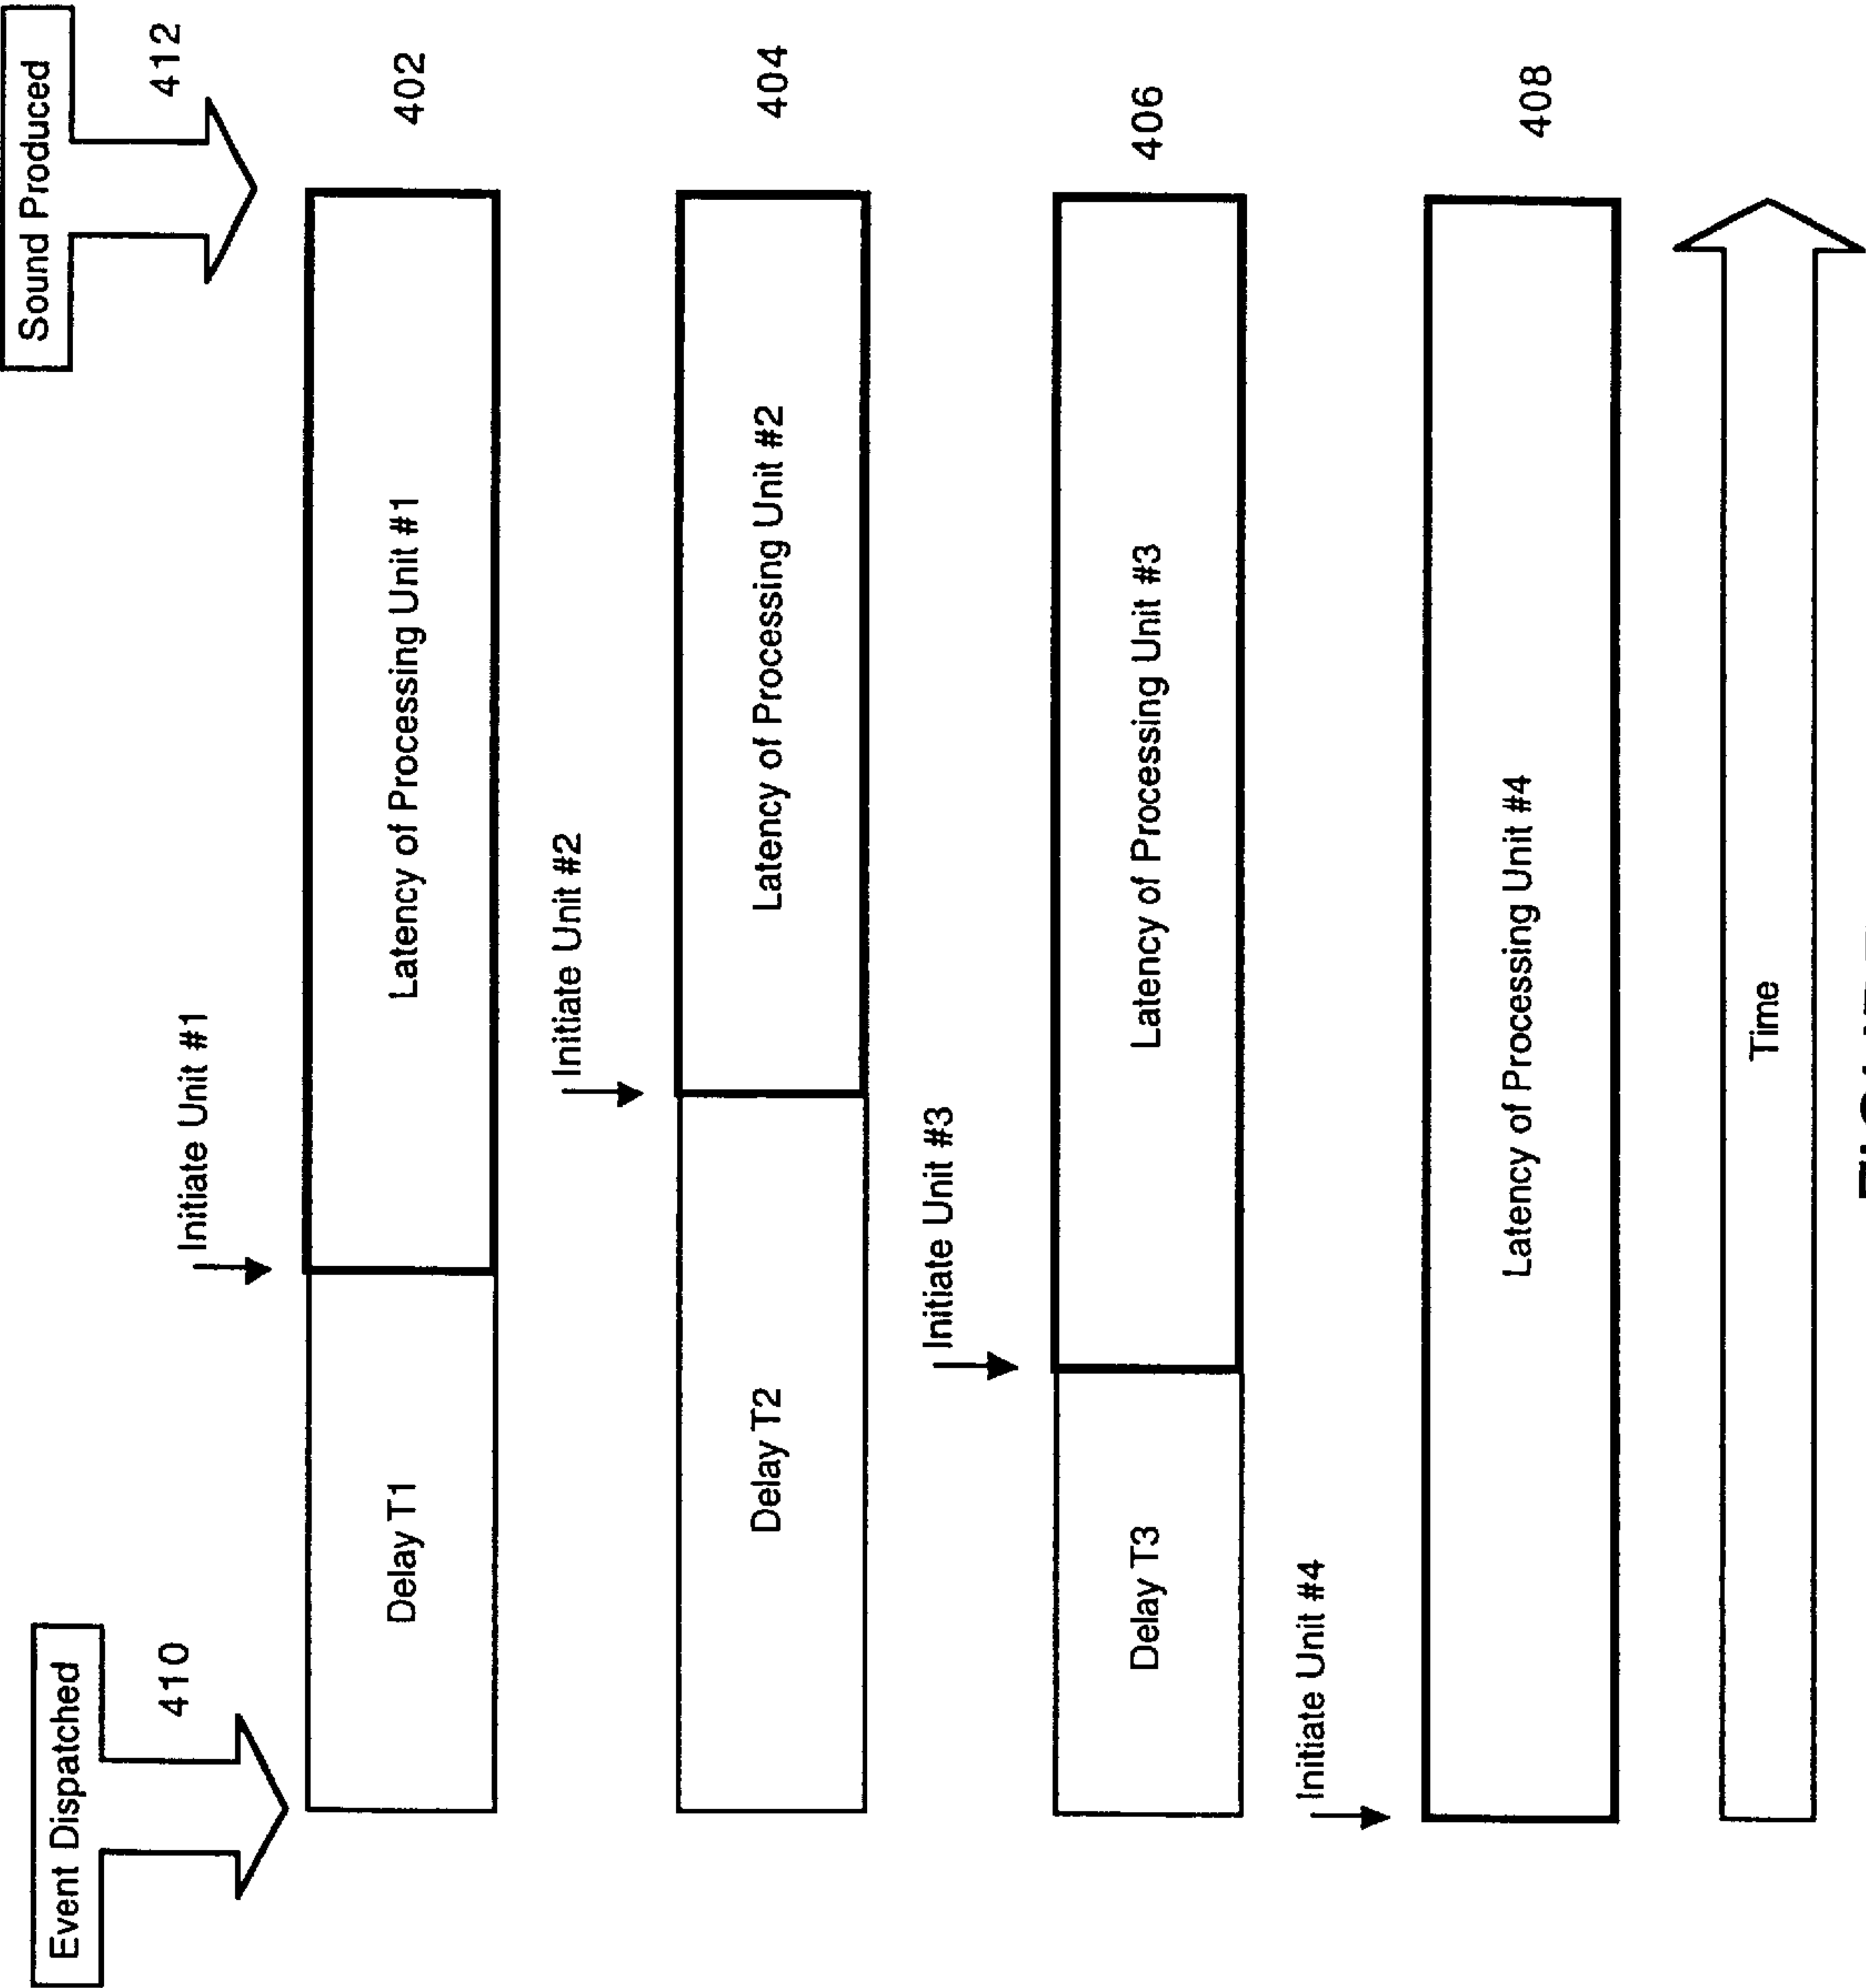 Event Dispatched
Sound Produced
410
412
Initiate Unit #1
Delay T1
Latency of Processing Unit #1
402
Initiate Unit #2
Delay T2
Latency of Processing Unit #2
404
Initiate Unit #3
Delay T3
Latency of Processing Unit #3
406
Initiate Unit #4
Latency of Processing Unit #4
408
Time